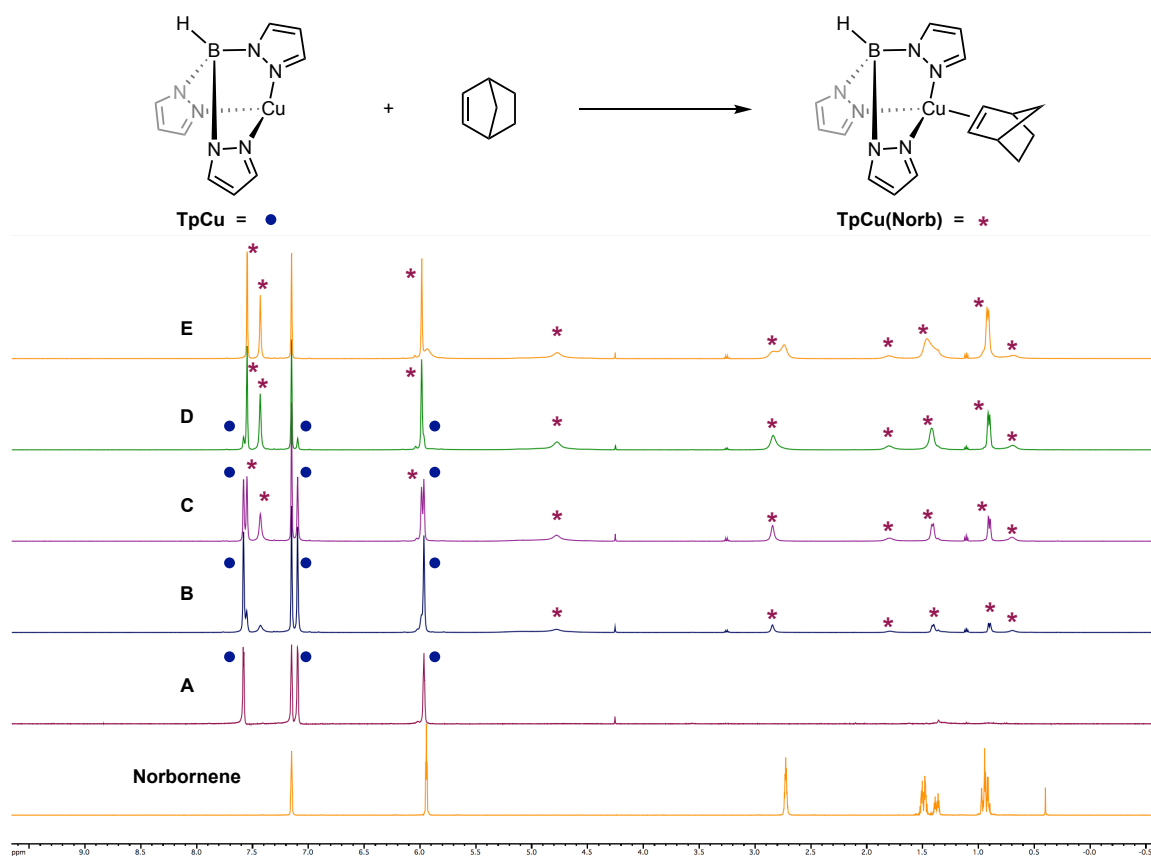 H
H
B
N
N
B
N
N
N
N
Cu
+
N
N
Cu
N
N
N
N
TpCu =
TpCu(Norb) = *
* * *
E * * * * * *
* * *
D * * * * *
* * *
C * * * * * *
B * * * * * *
A
Norbornene
ppm 9.0 8.5 8.0 7.5 7.0 6.5 6.0 5.5 5.0 4.5 4.0 3.5 3.0 2.5 2.0 1.5 1.0 0.5 0.0 -0.5